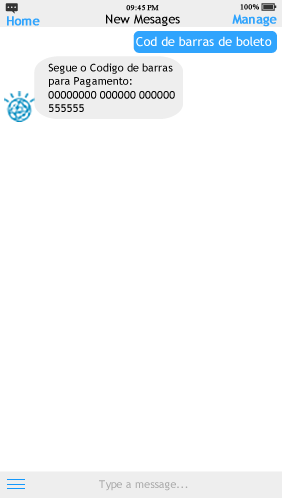 09:45 PM
100%
Home
New Mesages
Manage
Cod de barras de boleto
Segue o Codigo de barras
para Pagamento:
00000000 000000 000000
555555
Type a message...